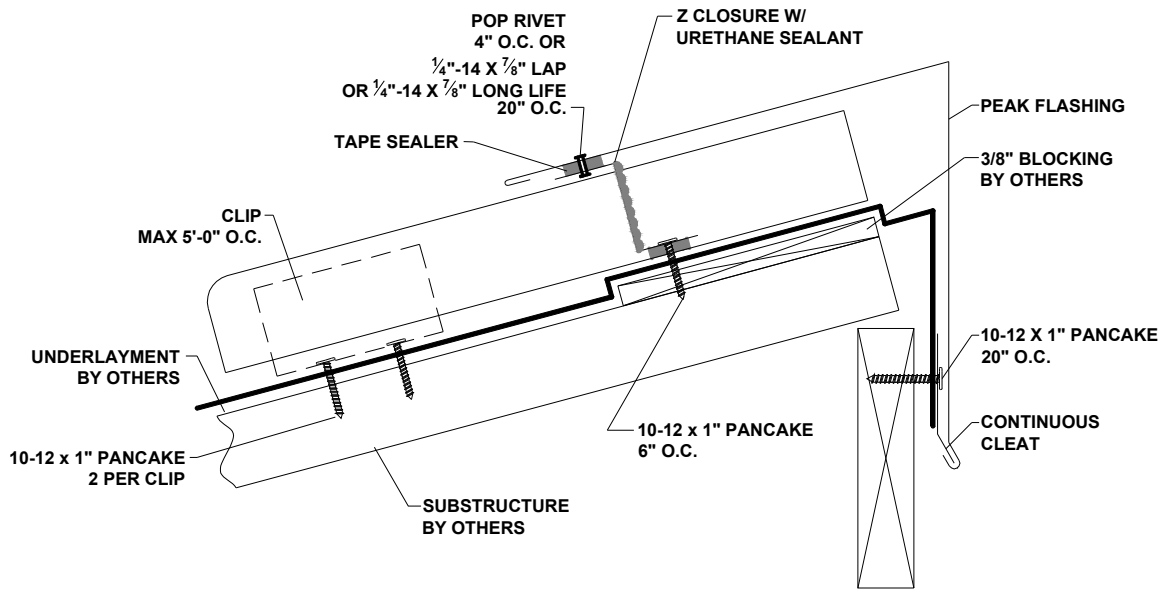 POP RIVET
4" O.C. OR
¼"-14 X ⅞" LAP
OR ¼"-14 X ⅞" LONG LIFE
20" O.C.
Z CLOSURE W/
URETHANE SEALANT
TAPE SEALER
PEAK FLASHING
3/8" BLOCKING
BY OTHERS
CLIP
MAX 5'-0" O.C.
UNDERLAYMENT
BY OTHERS
10-12 X 1" PANCAKE
20" O.C.
10-12 x 1" PANCAKE
2 PER CLIP
10-12 x 1" PANCAKE
6" O.C.
CONTINUOUS
CLEAT
SUBSTRUCTURE
BY OTHERS